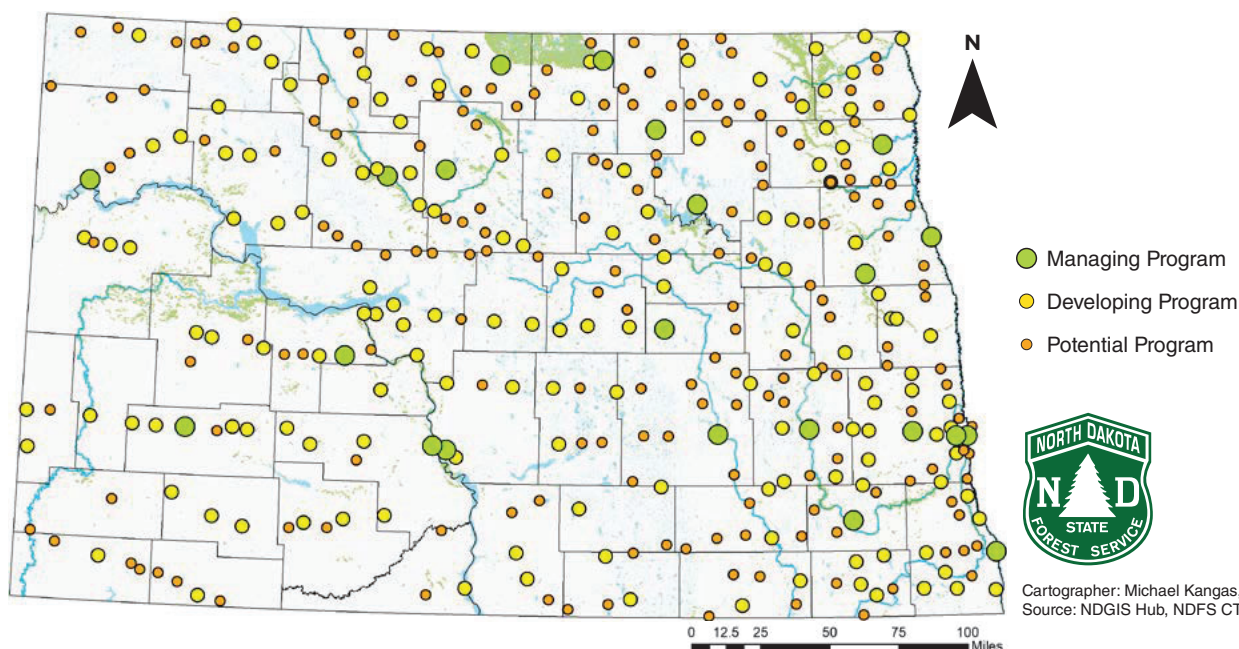 N
Managing Program
Developing Program
Potential Program
NORTH DAKOTA
N D
STATE
FOREST SERVICE
Cartographer: Michael Kangas,
Source: NDGIS Hub, NDFS CT
0 12.5 25 50 75 100
Miles